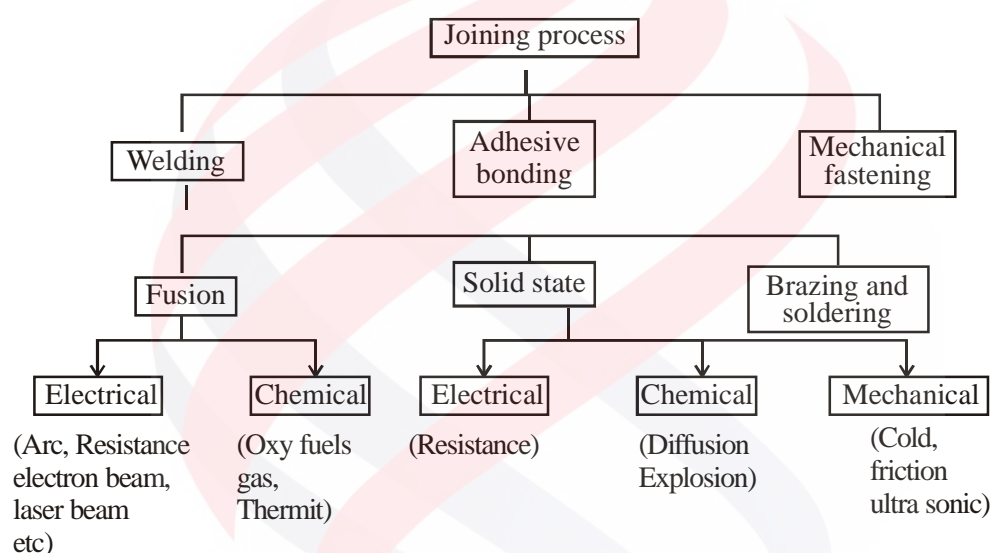 Joining process
Welding
Adhesive
bonding
Mechanical
fastening
Fusion
Solid state
Brazing and
soldering
Electrical
Chemical
Electrical
Chemical
Mechanical
(Arc, Resistance
electron beam,
laser beam
etc)
(Oxy fuels
gas,
Thermit)
(Resistance)
(Diffusion
Explosion)
(Cold,
friction
ultra sonic)